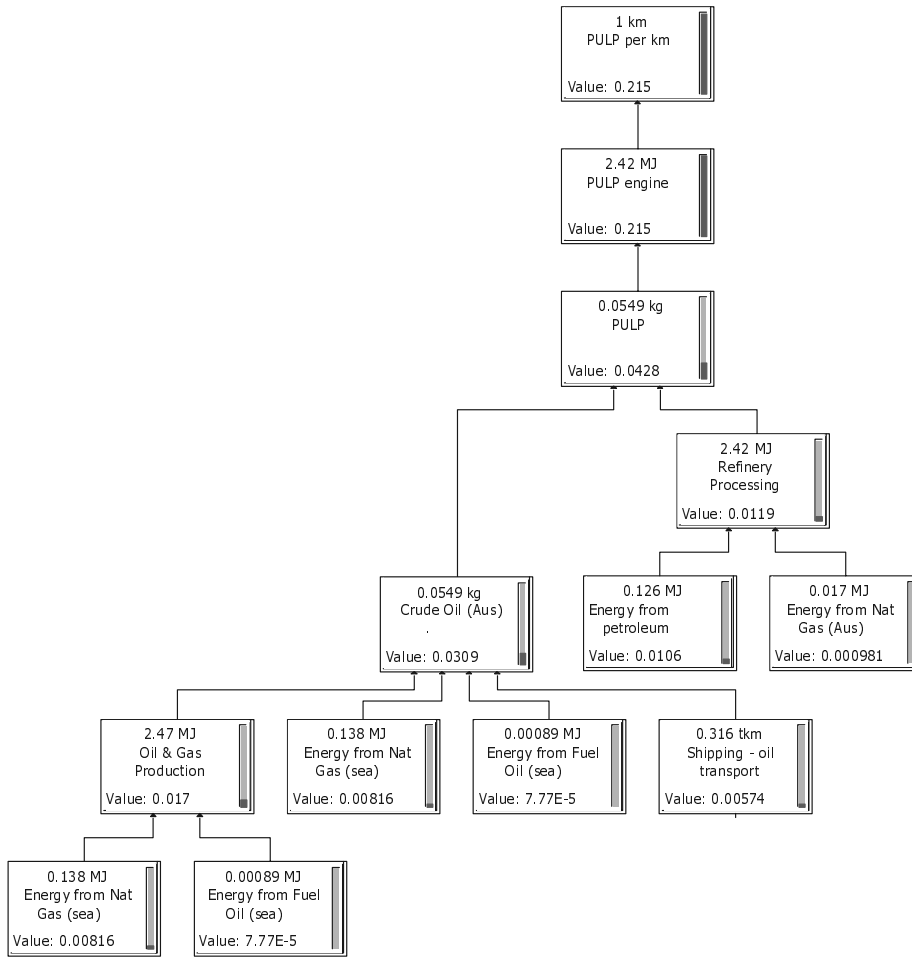 1 km
PULP per km
Value: 0.215
2.42 MJ
PULP engine
Value: 0.215
0.0549 kg
PULP
Value: 0.0428
2.42 MJ
Refinery
Processing
Value: 0.0119
0.0549 kg
Crude Oil (Aus)
.
Value: 0.0309
0.126 MJ
Energy from
petroleum
Value: 0.0106
0.017 MJ
Energy from Nat
Gas (Aus)
Value: 0.000981
2.47 MJ
Oil & Gas
Production
Value: 0.017
0.138 MJ
Energy from Nat
Gas (sea)
Value: 0.00816
0.00089 MJ
Energy from Fuel
Oil (sea)
Value: 7.77E-5
0.316 tkm
Shipping - oil
transport
Value: 0.00574
0.138 MJ
Energy from Nat
Gas (sea)
Value: 0.00816
0.00089 MJ
Energy from Fuel
Oil (sea)
Value: 7.77E-5